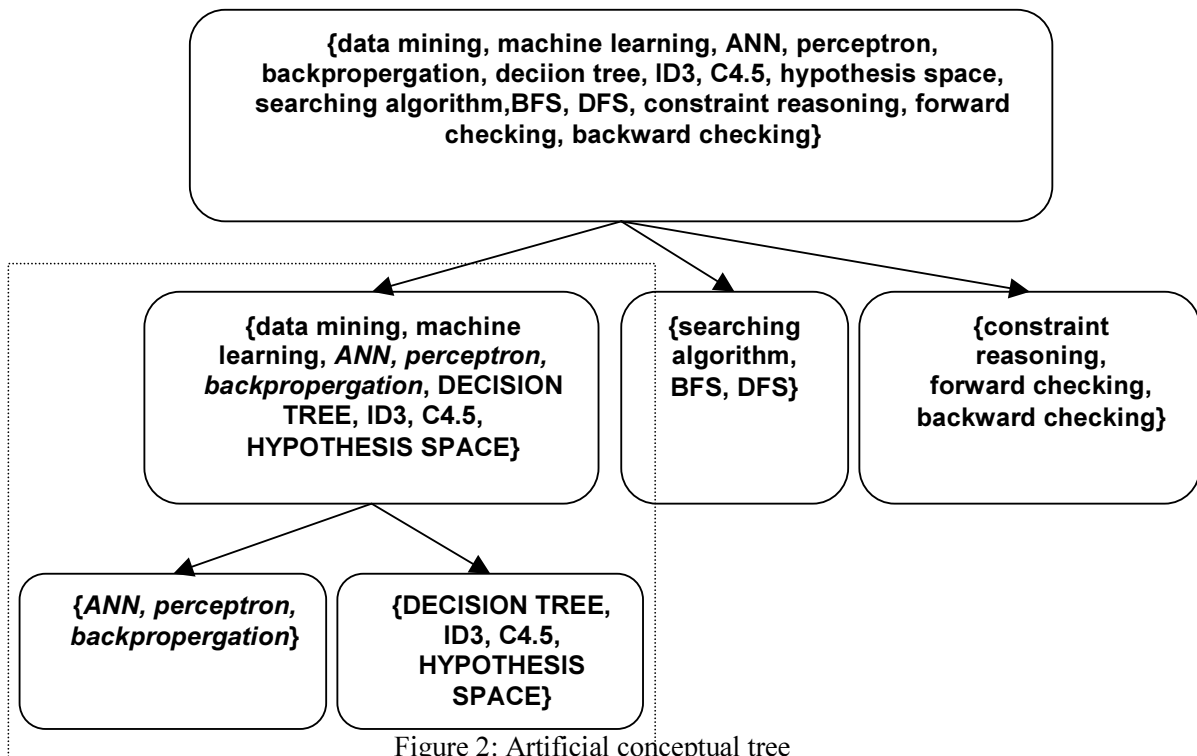 {data mining, machine learning, ANN, perceptron,
backpropergation, deciion tree, ID3, C4.5, hypothesis space,
searching algorithm,BFS, DFS, constraint reasoning, forward
checking, backward checking}
{data mining, machine
learning, ANN, perceptron,
backpropergation, DECISION
TREE, ID3, C4.5,
HYPOTHESIS SPACE}
{searching
algorithm,
BFS, DFS}
{constraint
reasoning,
forward checking,
backward checking}
{ANN, perceptron,
backpropergation}
{DECISION TREE,
ID3, C4.5,
HYPOTHESIS
SPACE}
Figure 2: Artificial conceptual tree